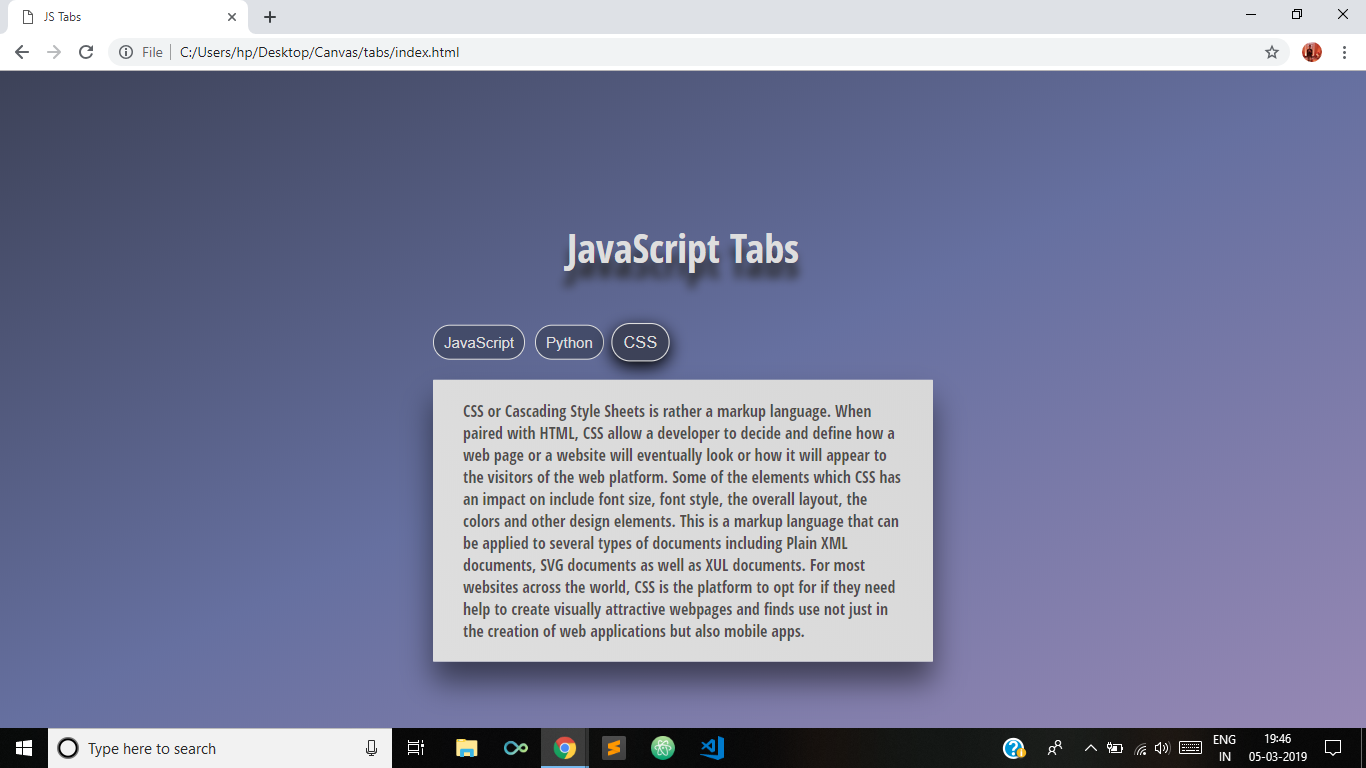 JS Tabs
File C:/Users/hp/Desktop/Canvas/tabs/index.html
JavaScript Tabs
JavaScript Python CSS
CSS or Cascading Style Sheets is rather a markup language. When
paired with HTML, CSS allow a developer to decide and define how a
web page or a website will eventually look or how it will appear to
the visitors of the web platform. Some of the elements which CSS has
an impact on include font size, font style, the overall layout, the
colors and other design elements. This is a markup language that can
be applied to several types of documents including Plain XML
documents, SVG documents as well as XUL documents. For most
websites across the world, CSS is the platform to opt for if they need
help to create visually attractive webpages and finds use not just in
the creation of web applications but also mobile apps.
Type here to search
ENG 19:46
IN 05-03-2019